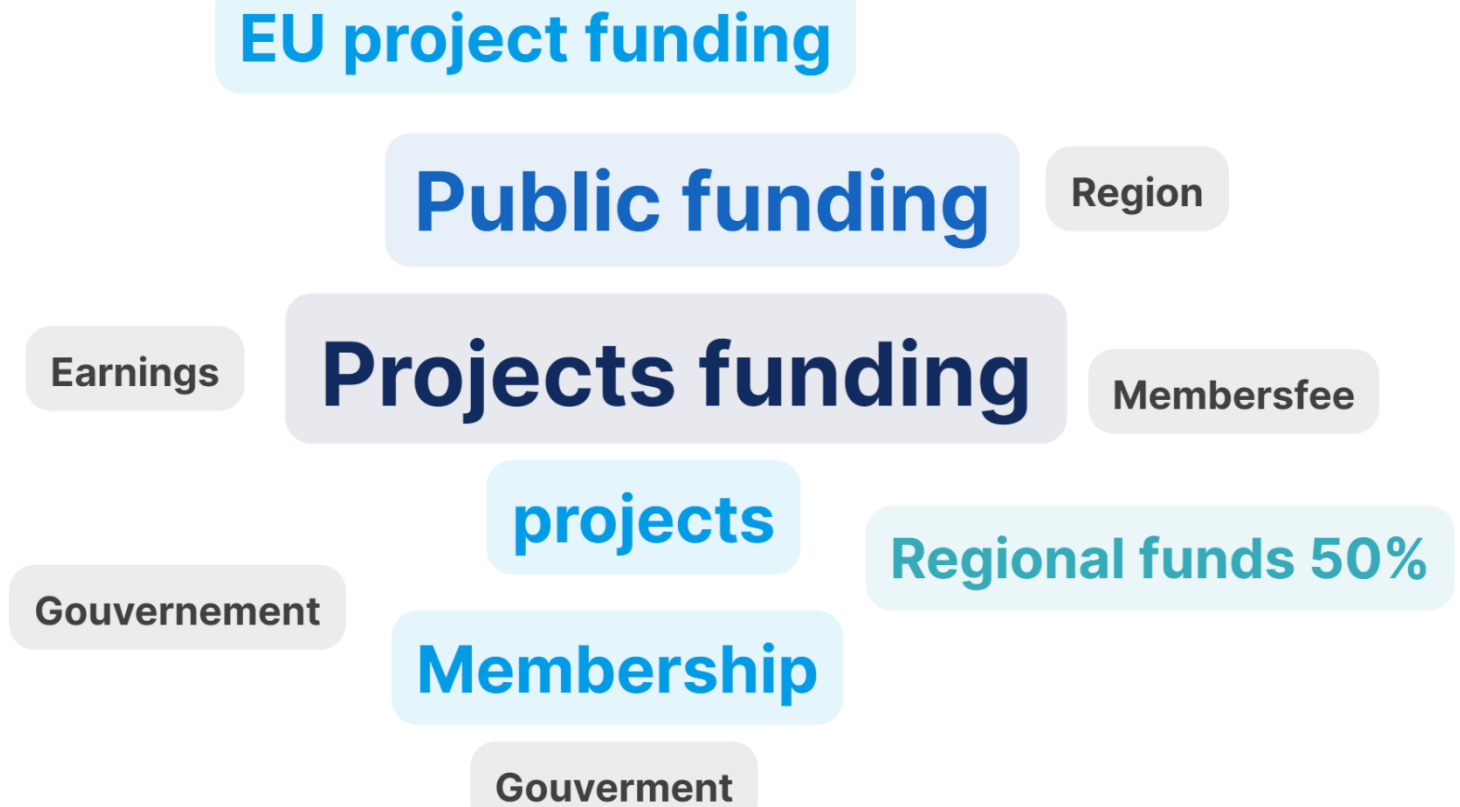 EU project funding
Public funding
Region
Projects funding
Earnings
Membersfee
projects
Regional funds 50%
Gouvernement
Membership
Gouverment